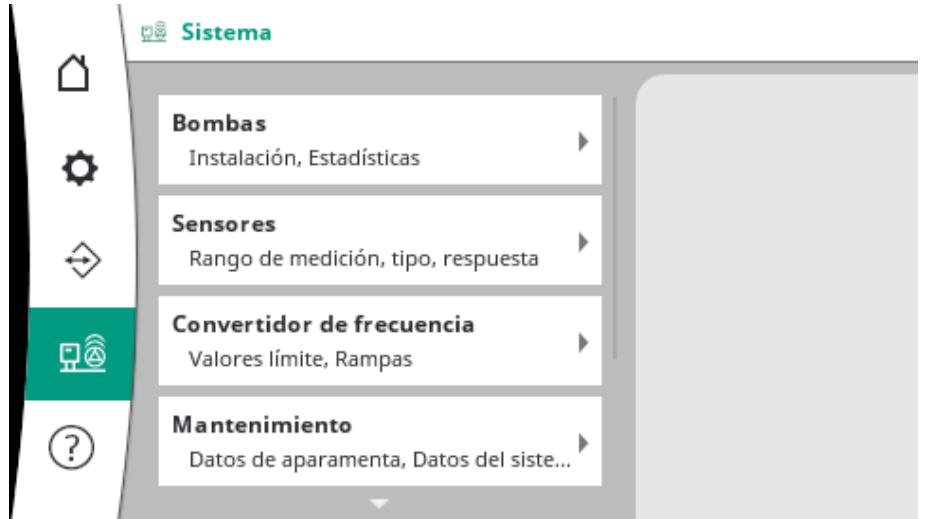 Sistema
Bombas
Instalación, Estadísticas
Sensores
Rango de medición, tipo, respuesta
Convertidor de frecuencia
Valores límite, Rampas
Mantenimiento
Datos de aparamenta, Datos del siste...
?